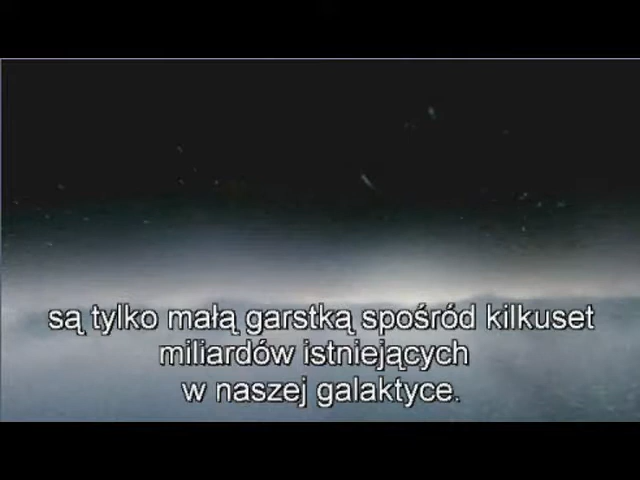 są tylko małą garstką spośród kilkuset
miliardów istniejących
w naszej galaktyce.